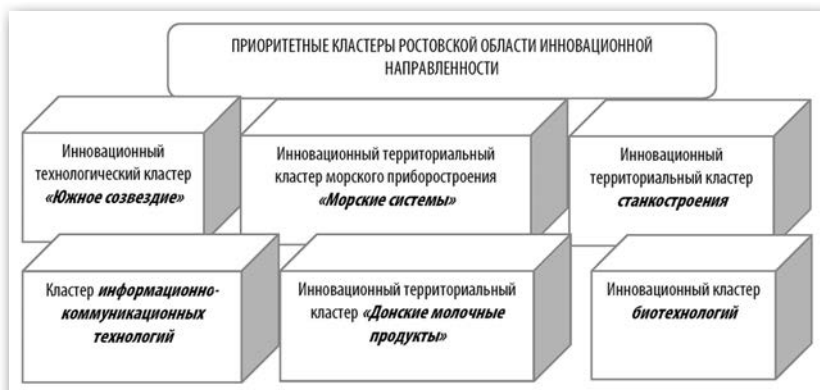 ПРИОРИТЕТНЫЕ КЛАСТЕРЫ РОСТОВСКОЙ ОБЛАСТИ ИННОВАЦИОННОЙ
НАПРАВЛЕННОСТИ
Инновационный
технологический кластер
«Южное созвездие»
Инновационный территориальный
кластер морского приборостроения
«Морские системы»
Инновационный
территориальный кластер
станкостроения
Кластер информационно-
коммуникационных
технологий
Инновационный территориальный
кластер «Донские молочные
продукты»
Инновационный кластер
биотехнологий